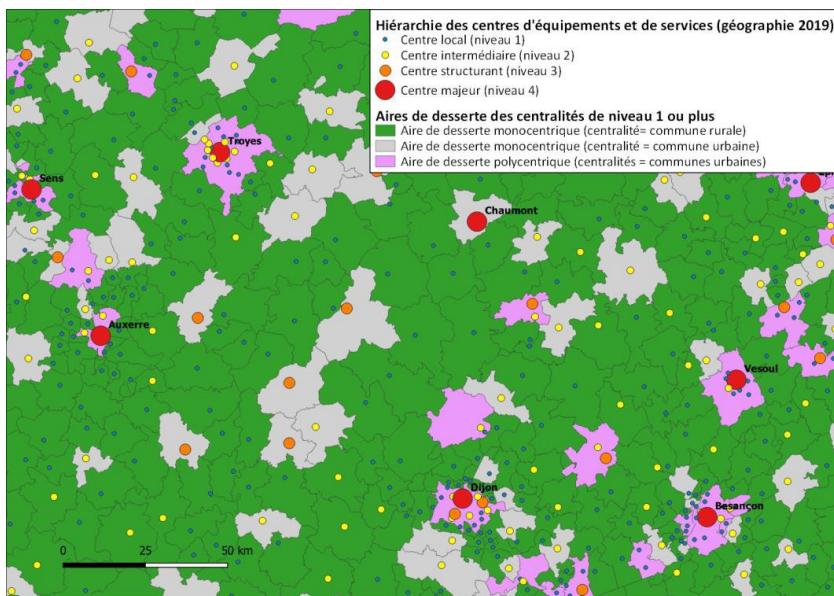 Hiérarchie des centres d'équipements et de services (géographie 2019)
Centre local (niveau 1)
Centre intermédiaire (niveau 2)
Centre structurant (niveau 3)
Centre majeur (niveau 4)
Aires de desserte des centralités de niveau 1 ou plus
Aire de desserte monocentrique (centralité= commune rurale)
Aire de desserte monocentrique (centralité = commune urbaine)
Aire de desserte polycentrique (centralités = communes urbaines)
Troyes
Sens
Chaumont
Auxerre
Vesoul
Dijon
Besançon
0 25 50 km